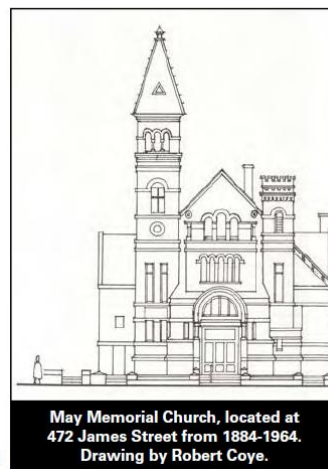 May Memorial Church, located at
472 James Street from 1884-1964.
Drawing by Robert Coye.